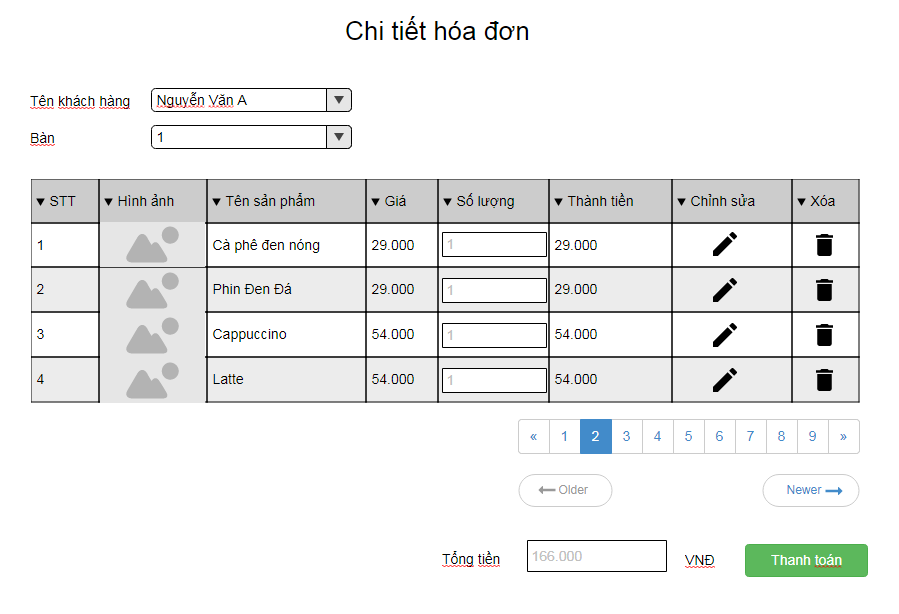 Chi tiết hóa đơn
Tên khách hàng Nguyễn Văn A
Bàn 1
STT Hình ảnh Tên sản phẩm Giá Số lượng Thành tiền Chỉnh sửa Xóa
1 Cà phê đen nóng 29.000 1 29.000
2 Phin Đen Đá 29.000 1 29.000
3 Cappuccino 54.000 1 54.000
4 Latte 54.000 1 54.000
« 1 2 3 4 5 6 7 8 9 »
Older Newer
Tổng tiền 166.000 VNĐ Thanh toán